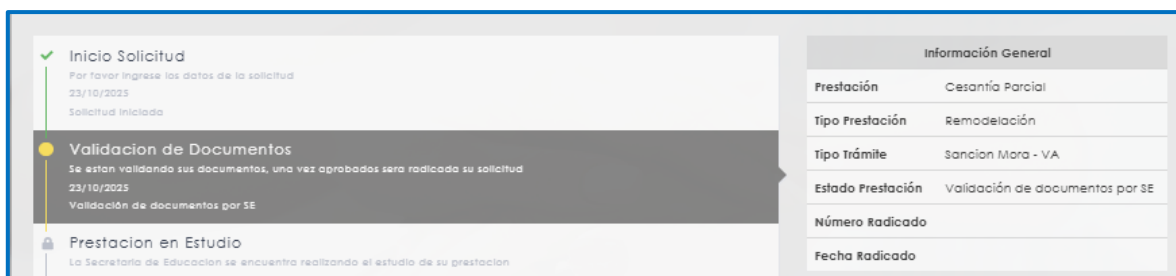 Inicio Solicitud
Por favor ingrese los datos de la solicitud
23/10/2025
Solicitud Iniciada
Validacion de Documentos
Se estan validando sus documentos, una vez aprobados sera radicada su solicitud
23/10/2025
Validación de documentos por SE
Prestacion en Estudio
La Secretaria de Educacion se encuentra realizando el estudio de su prestacion
Información General
Prestación Cesantía Parcial
Tipo Prestación Remodelación
Tipo Trámite Sancion Mora - VA
Estado Prestación Validación de documentos por SE
Número Radicado
Fecha Radicado